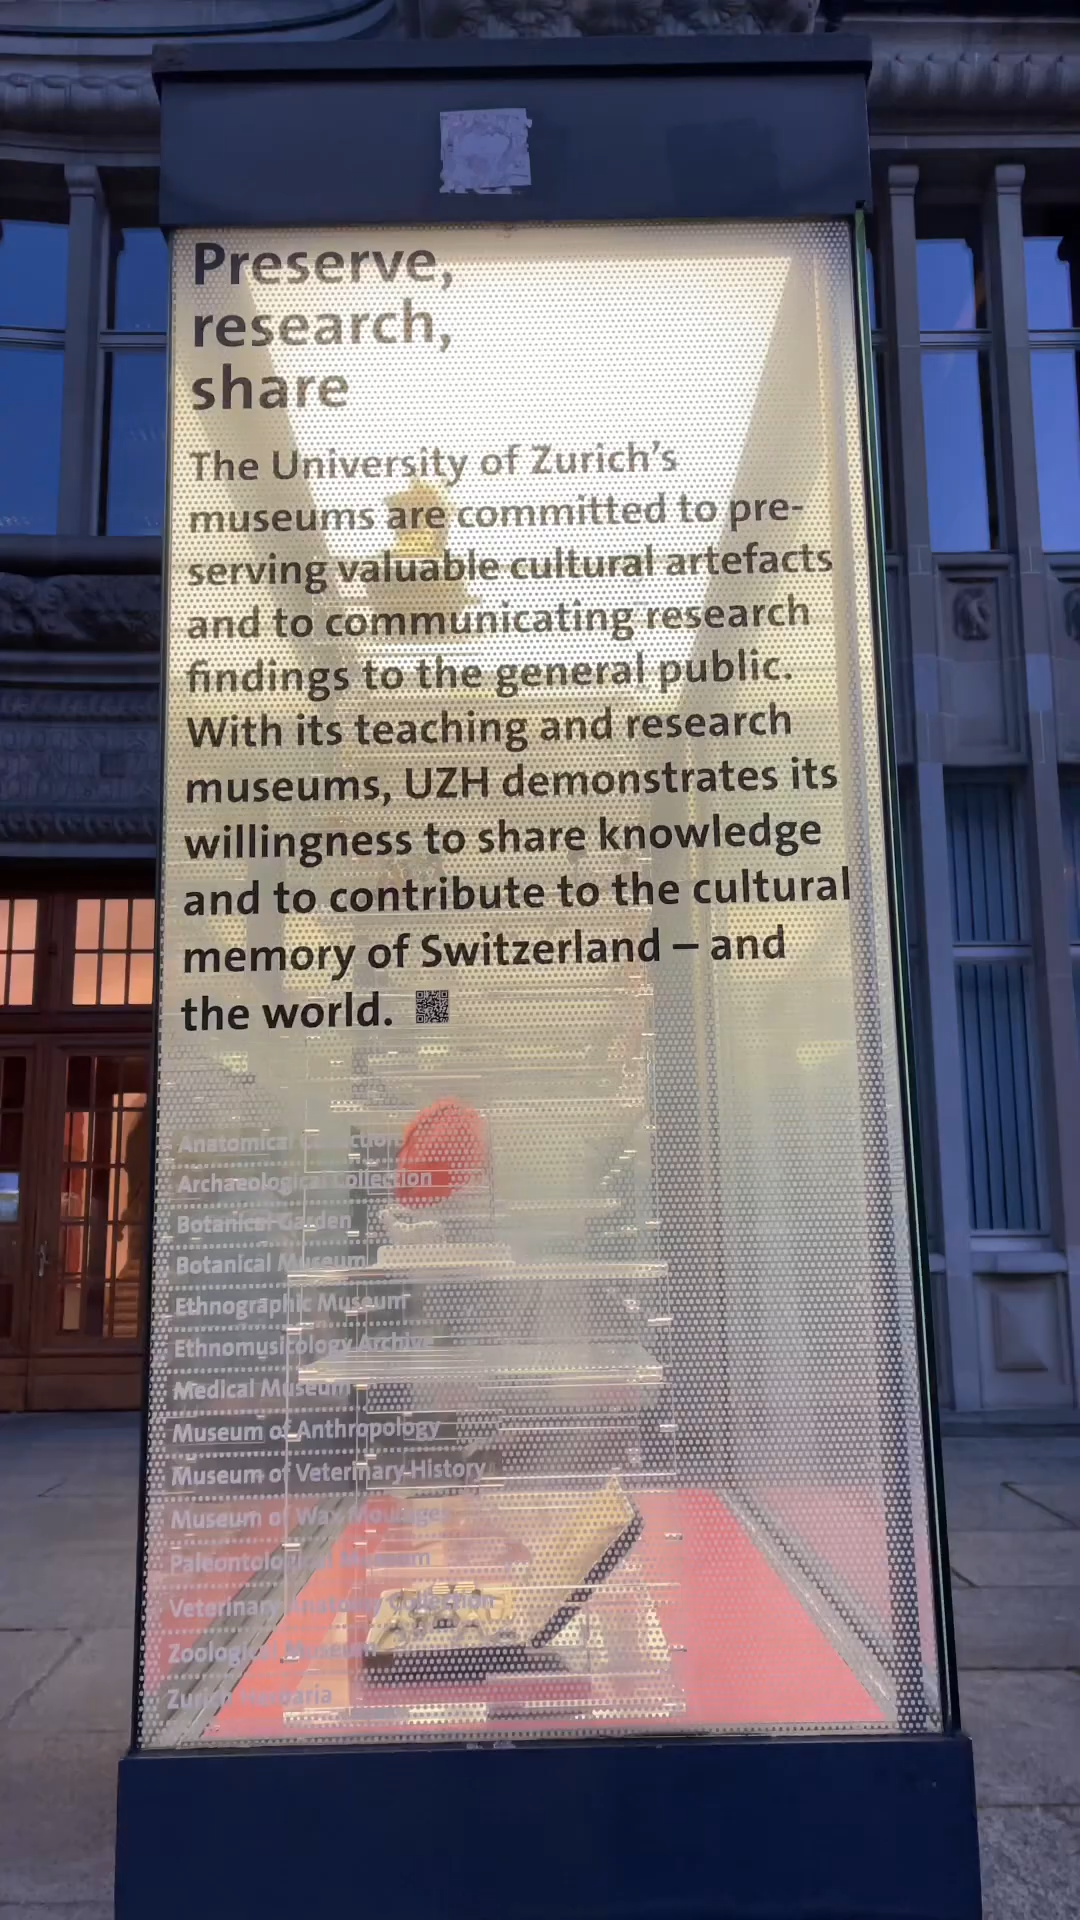 Preserve,
research,
share
The University of Zurich's
museums are committed to pre-
serving valuable cultural artefacts
and to communicating research
findings to the general public.
With its teaching and research
museums, UZH demonstrates its
willingness to share knowledge
and to contribute to the cultural
memory of Switzerland – and
the world.
Anatomical Collection
Archaeological Collection
Botanical Garden
Botanical Museum
Ethnographic Museum
Ethnomusicology Archive
Medical Museum
Museum of Anthropology
Museum of Veterinary History
Museum of Wax Moulages
Paleontological Museum
Veterinary Anatomy Collection
Zoological Museum
Zurich Herbaria